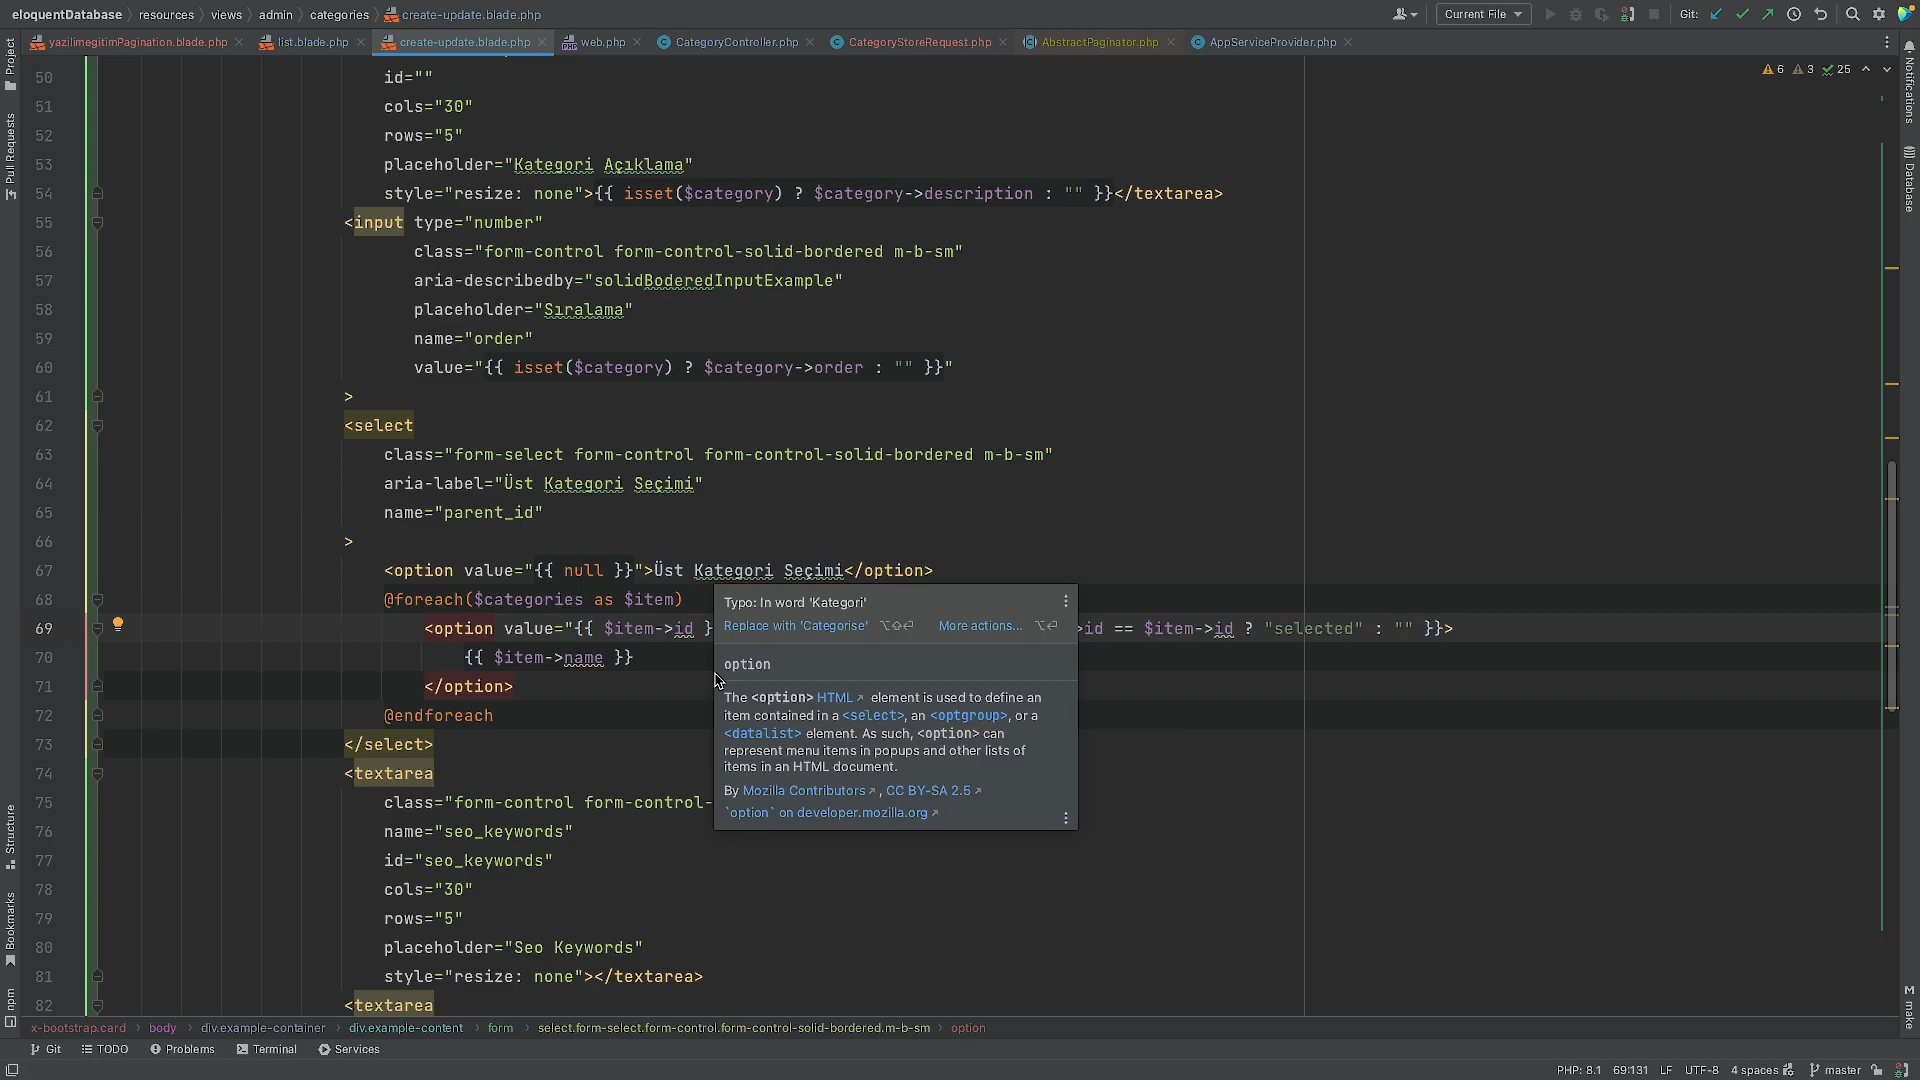 eloquentDatabase resources views admin categories create-update.blade.php Current File Git:
yazilimegitimPagination.blade.php list.blade.php create-update.blade.php web.php CategoryController.php CategoryStoreRequest.php AbstractPaginator.php AppServiceProvider.php
6 3 25
Project
Pull Requests
Structure
Bookmarks
npm
Notifications
Database
make
50 id=""
51 cols="30"
52 rows="5"
53 placeholder="Kategori Açıklama"
54 style="resize: none">{{ isset($category) ? $category->description : "" }}</textarea>
55 <input type="number"
56 class="form-control form-control-solid-bordered m-b-sm"
57 aria-describedby="solidBoderedInputExample"
58 placeholder="Sıralama"
59 name="order"
60 value="{{ isset($category) ? $category->order : "" }}"
61 >
62 <select
63 class="form-select form-control form-control-solid-bordered m-b-sm"
64 aria-label="Üst Kategori Seçimi"
65 name="parent_id"
66 >
67 <option value="{{ null }}">Üst Kategori Seçimi</option>
68 @foreach($categories as $item)
69 <option value="{{ $item->id } id == $item->id ? "selected" : "" }}>
70 {{ $item->name }}
71 </option>
72 @endforeach
73 </select>
74 <textarea
75 class="form-control form-control-
76 name="seo_keywords"
77 id="seo_keywords"
78 cols="30"
79 rows="5"
80 placeholder="Seo Keywords"
81 style="resize: none"></textarea>
82 <textarea
Typo: In word 'Kategori'
Replace with 'Categorise' ⌥⇧⏎ More actions... ⌥⏎
option
The <option> HTML↗ element is used to define an
item contained in a <select>, an <optgroup>, or a
<datalist> element. As such, <option> can
represent menu items in popups and other lists of
items in an HTML document.
By Mozilla Contributors↗, CC BY-SA 2.5↗
`option` on developer.mozilla.org↗
x-bootstrap.card body div.example-container div.example-content form select.form-select.form-control.form-control-solid-bordered.m-b-sm option
Git TODO Problems Terminal Services
PHP: 8.1 69:131 LF UTF-8 4 spaces master